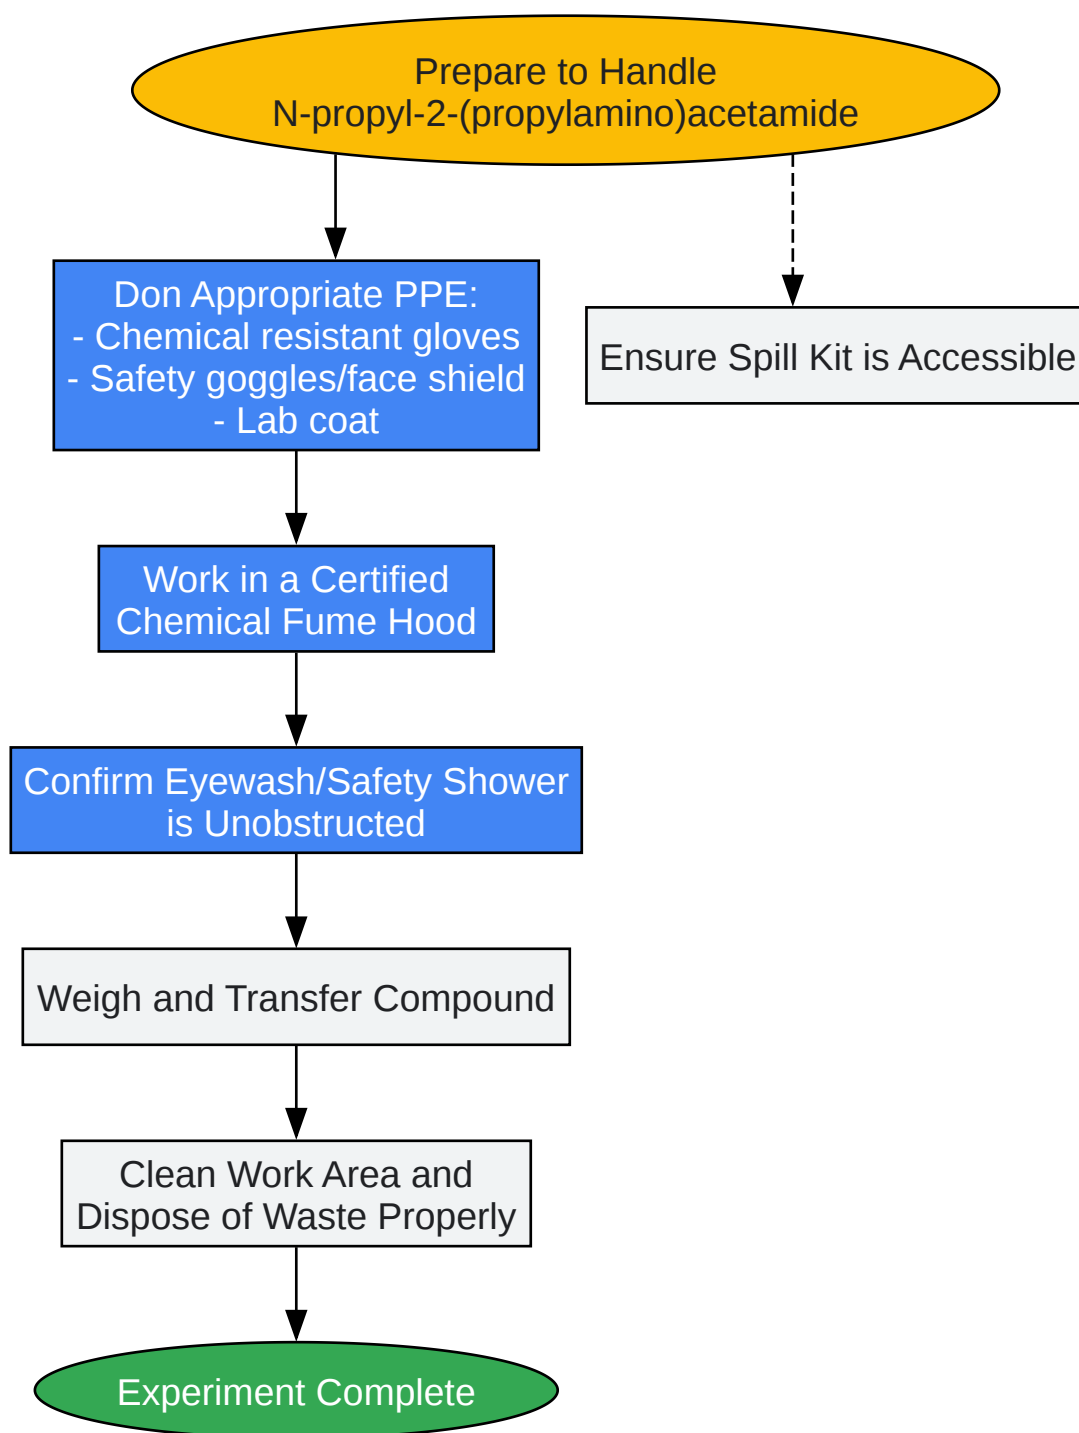 Prepare to Handle
N-propyl-2-(propylamino)acetamide
Don Appropriate PPE:
- Chemical resistant gloves
- Safety goggles/face shield
- Lab coat
Ensure Spill Kit is Accessible
Work in a Certified
Chemical Fume Hood
Confirm Eyewash/Safety Shower
is Unobstructed
Weigh and Transfer Compound
Clean Work Area and
Dispose of Waste Properly
Experiment Complete